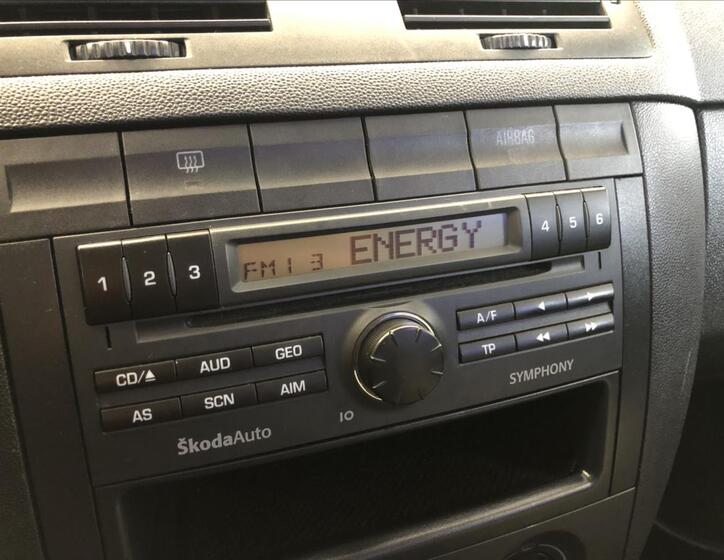 AIRBAG
1 2 3
FM1 3 ENERGY
4 5 6
CD/⏏ AUD GEO
AS SCN AIM
A/F ◀ ▶
TP ◀◀ ▶▶
IO
SYMPHONY
ŠkodaAuto